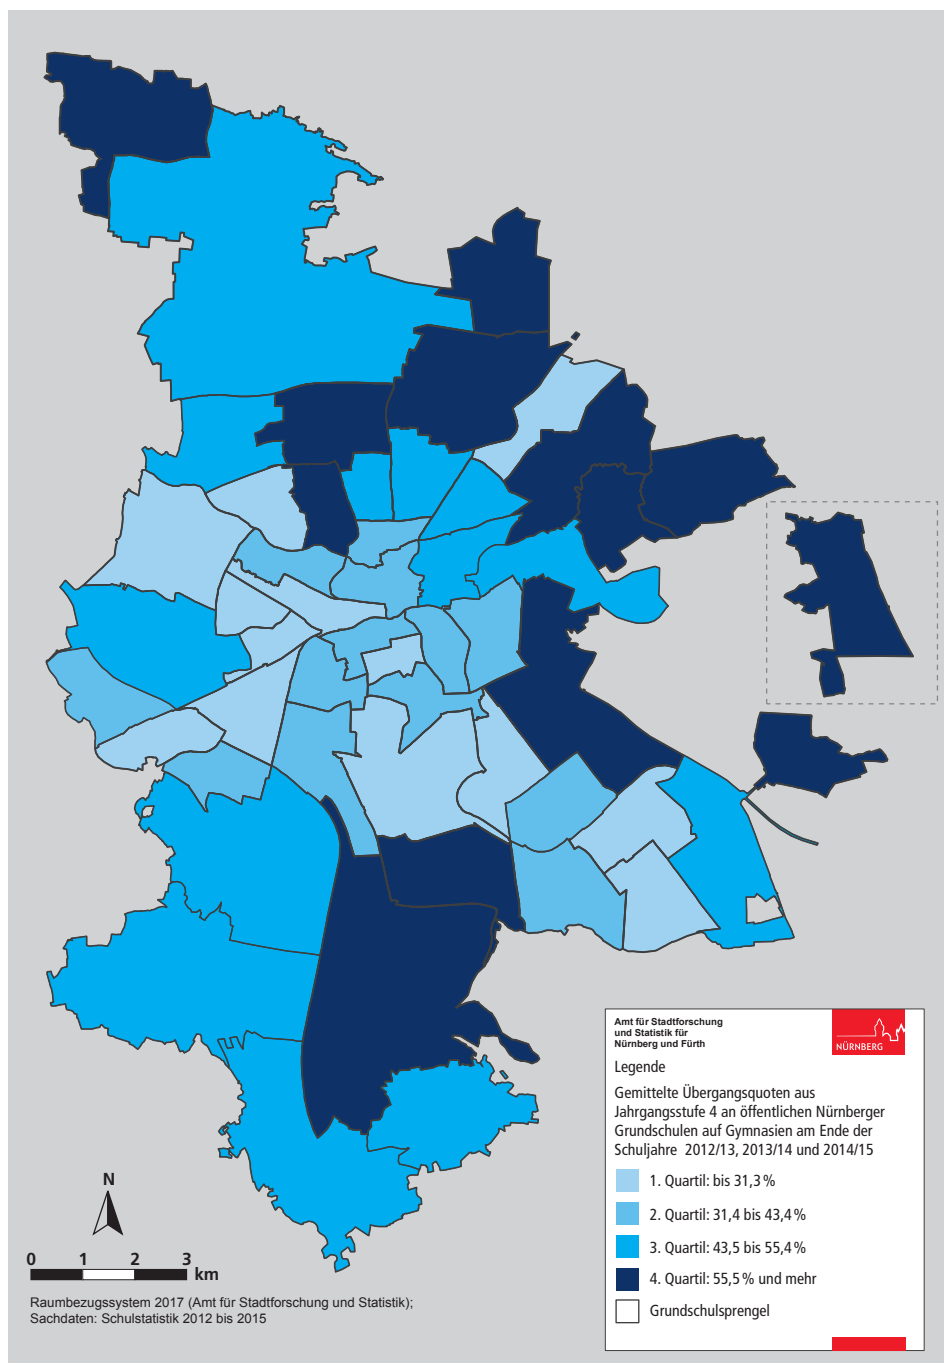 Amt für Stadtforschung
und Statistik für
Nürnberg und Fürth
NÜRNBERG
Legende
Gemittelte Übergangsquoten aus
Jahrgangsstufe 4 an öffentlichen Nürnberger
Grundschulen auf Gymnasien am Ende der
Schuljahre 2012/13, 2013/14 und 2014/15
1. Quartil: bis 31,3 %
2. Quartil: 31,4 bis 43,4 %
3. Quartil: 43,5 bis 55,4 %
4. Quartil: 55,5 % und mehr
Grundschulsprengel
N
0 1 2 3
km
Raumbezugssystem 2017 (Amt für Stadtforschung und Statistik);
Sachdaten: Schulstatistik 2012 bis 2015